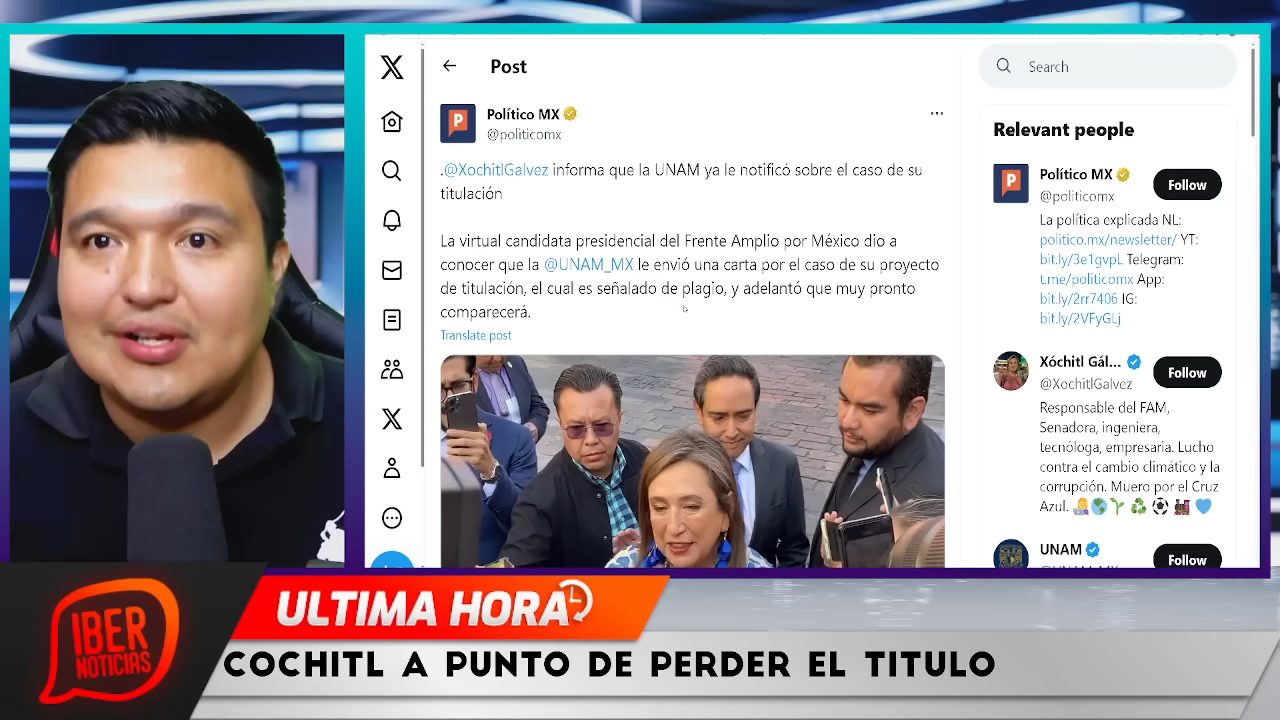 Post
Search
Político MX
@politicomx
.@XochitlGalvez informa que la UNAM ya le notificó sobre el caso de su
titulación
La virtual candidata presidencial del Frente Amplio por México dio a
conocer que la @UNAM_MX le envió una carta por el caso de su proyecto
de titulación, el cual es señalado de plagio, y adelantó que muy pronto
comparecerá.
Translate post
Relevant people
Político MX
@politicomx
Follow
La política explicada NL:
politico.mx/newsletter/ YT:
bit.ly/3e1gvpL Telegram:
t.me/politicomx App:
bit.ly/2rr7406 IG:
bit.ly/2VFyGLj
Xóchitl Gál...
@XochitlGalvez
Follow
Responsable del FAM,
Senadora, ingeniera,
tecnóloga, empresaria. Lucho
contra el cambio climático y la
corrupción. Muero por el Cruz
Azul.
UNAM
Follow
IBER
NOTICIAS
ULTIMA HORA
COCHITL A PUNTO DE PERDER EL TITULO